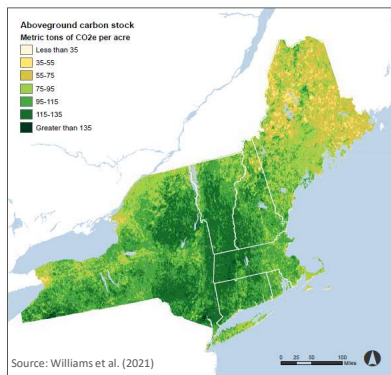 Aboveground carbon stock
Metric tons of CO2e per acre
Less than 35
35-55
55-75
75-95
95-115
115-135
Greater than 135
0 25 50 100
Miles
Source: Williams et al. (2021)